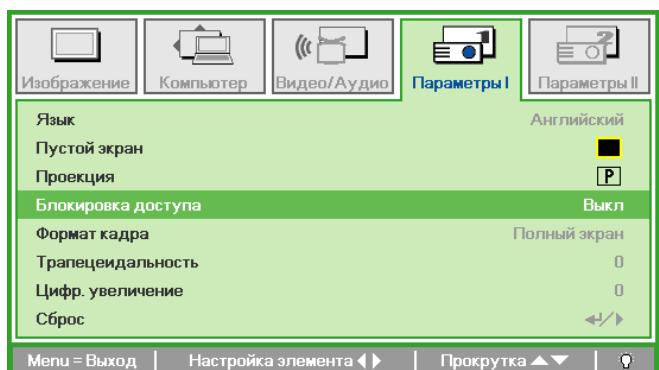 Изображение Компьютер Видео/Аудио Параметры I Параметры II
Язык Английский
Пустой экран
Проекция P
Блокировка доступа Выкл
Формат кадра Полный экран
Трапецеидальность 0
Цифр. увеличение 0
Сброс
Menu = Выход Настройка элемента Прокрутка